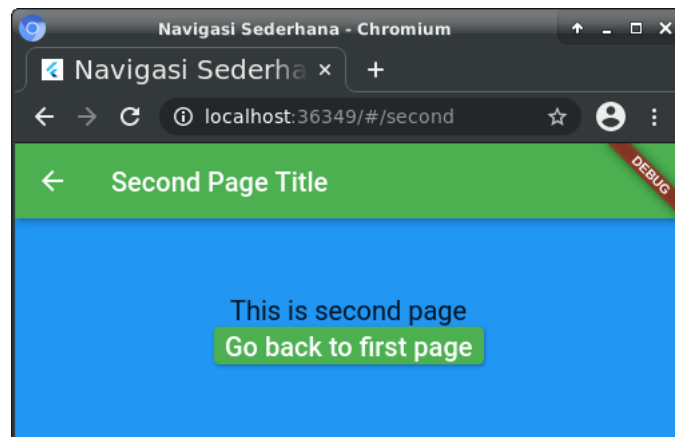 Navigasi Sederhana - Chromium
Navigasi Sederha
localhost:36349/#/second
Second Page Title
DEBUG
This is second page
Go back to first page